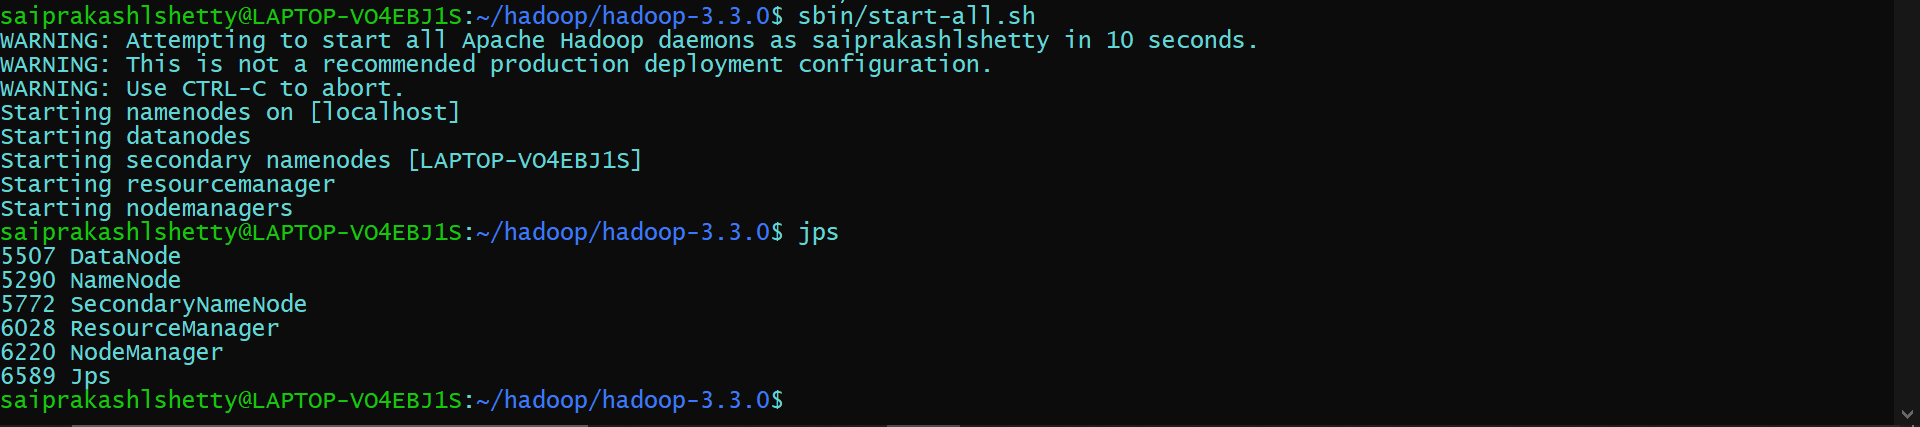 saiprakashlshetty@LAPTOP-VO4EBJ1S:~/hadoop/hadoop-3.3.0$ sbin/start-all.sh
WARNING: Attempting to start all Apache Hadoop daemons as saiprakashlshetty in 10 seconds.
WARNING: This is not a recommended production deployment configuration.
WARNING: Use CTRL-C to abort.
Starting namenodes on [localhost]
Starting datanodes
Starting secondary namenodes [LAPTOP-VO4EBJ1S]
Starting resourcemanager
Starting nodemanagers
saiprakashlshetty@LAPTOP-VO4EBJ1S:~/hadoop/hadoop-3.3.0$ jps
5507 DataNode
5290 NameNode
5772 SecondaryNameNode
6028 ResourceManager
6220 NodeManager
6589 Jps
saiprakashlshetty@LAPTOP-VO4EBJ1S:~/hadoop/hadoop-3.3.0$